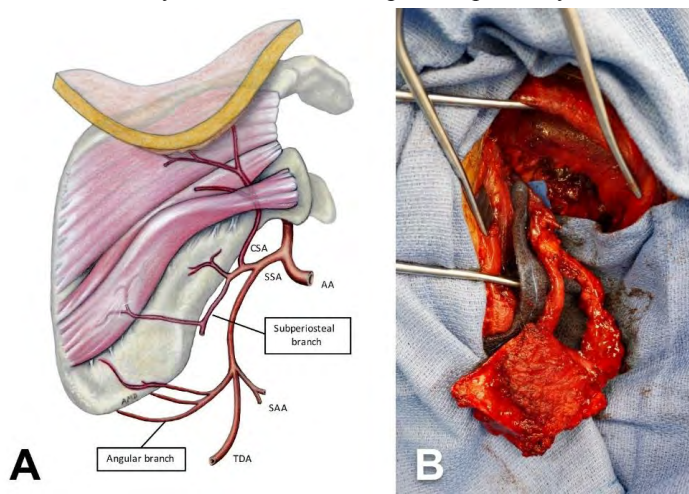 CSA
SSA
AA
Subperiosteal
branch
SAA
Angular branch
TDA
A
B